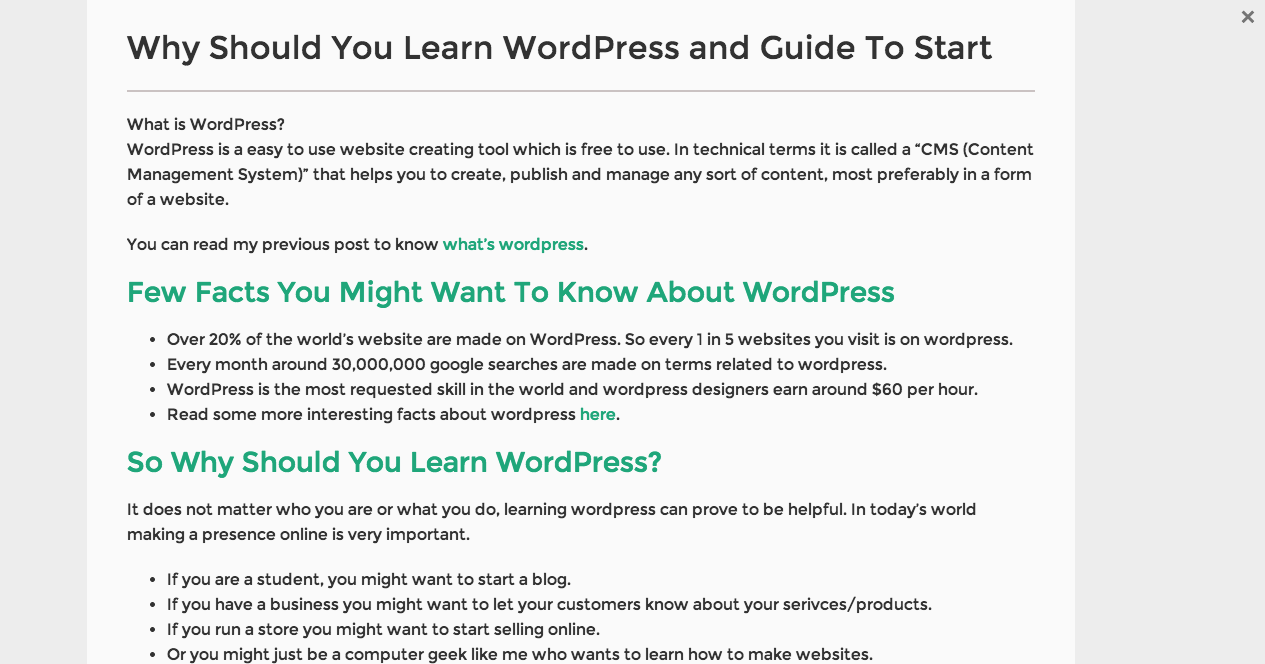 Why Should You Learn WordPress and Guide To Start
What is WordPress?
WordPress is a easy to use website creating tool which is free to use. In technical terms it is called a “CMS (Content
Management System)” that helps you to create, publish and manage any sort of content, most preferably in a form
of a website.
You can read my previous post to know what’s wordpress.
Few Facts You Might Want To Know About WordPress
• Over 20% of the world’s website are made on WordPress. So every 1 in 5 websites you visit is on wordpress.
• Every month around 30,000,000 google searches are made on terms related to wordpress.
• WordPress is the most requested skill in the world and wordpress designers earn around $60 per hour.
• Read some more interesting facts about wordpress here.
So Why Should You Learn WordPress?
It does not matter who you are or what you do, learning wordpress can prove to be helpful. In today’s world
making a presence online is very important.
• If you are a student, you might want to start a blog.
• If you have a business you might want to let your customers know about your serivces/products.
• If you run a store you might want to start selling online.
• Or you might just be a computer geek like me who wants to learn how to make websites.